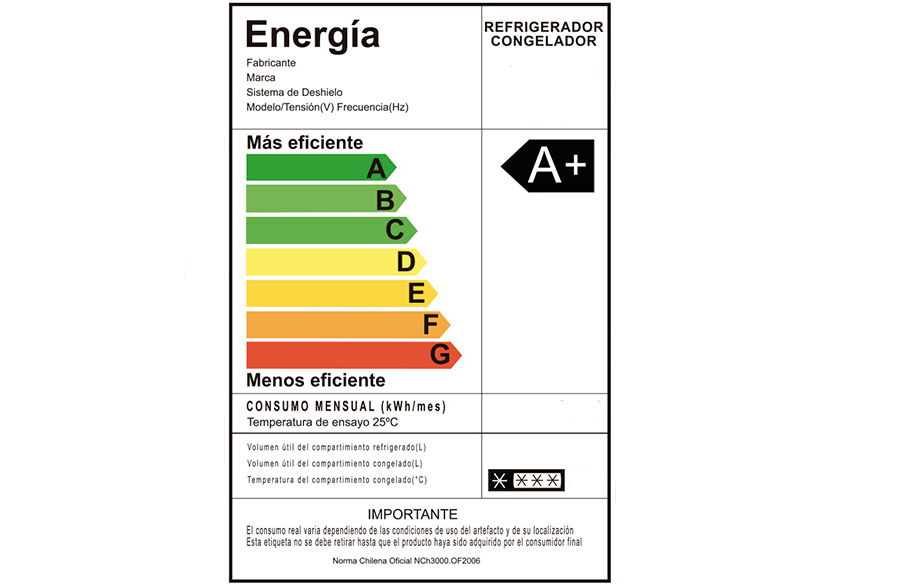 Energía
REFRIGERADOR
CONGELADOR
Fabricante
Marca
Sistema de Deshielo
Modelo/Tensión(V) Frecuencia(Hz)
Más eficiente
A
A+
B
C
D
E
F
G
Menos eficiente
CONSUMO MENSUAL (kWh/mes)
Temperatura de ensayo 25ºC
Volumen útil del compartimiento refrigerado(L)
Volumen útil del compartimiento congelado(L)
Temperatura del compartimiento congelado(°C)
IMPORTANTE
El consumo real varia dependiendo de las condiciones de uso del artefacto y de su localización
Esta etiqueta no se debe retirar hasta que el producto haya sido adquirido por el consumidor final
Norma Chilena Oficial NCh3000.OF2006